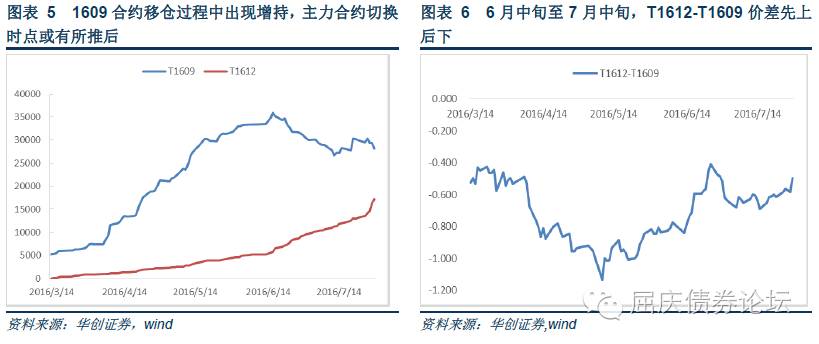 图表 5 1609 合约移仓过程中出现增持，主力合约切换
时点或有所推后
T1609 T1612
40000
35000
30000
25000
20000
15000
10000
5000
0
2016/3/14 2016/4/14 2016/5/14 2016/6/14 2016/7/14
资料来源：华创证券，wind
图表 6 6 月中旬至 7 月中旬，T1612-T1609 价差先上
后下
T1612-T1609
0.000
2016/3/14 2016/4/14 2016/5/14 2016/6/14 2016/7/14
-0.200
-0.400
-0.600
-0.800
-1.000
-1.200
资料来源：华创证券,wind
屈庆债券论坛